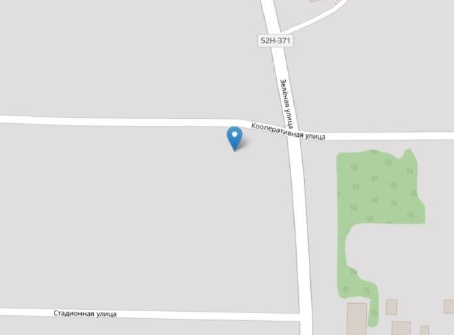 52Н-371
Зелёная улица
Кооперативная улица
Стадионная улица